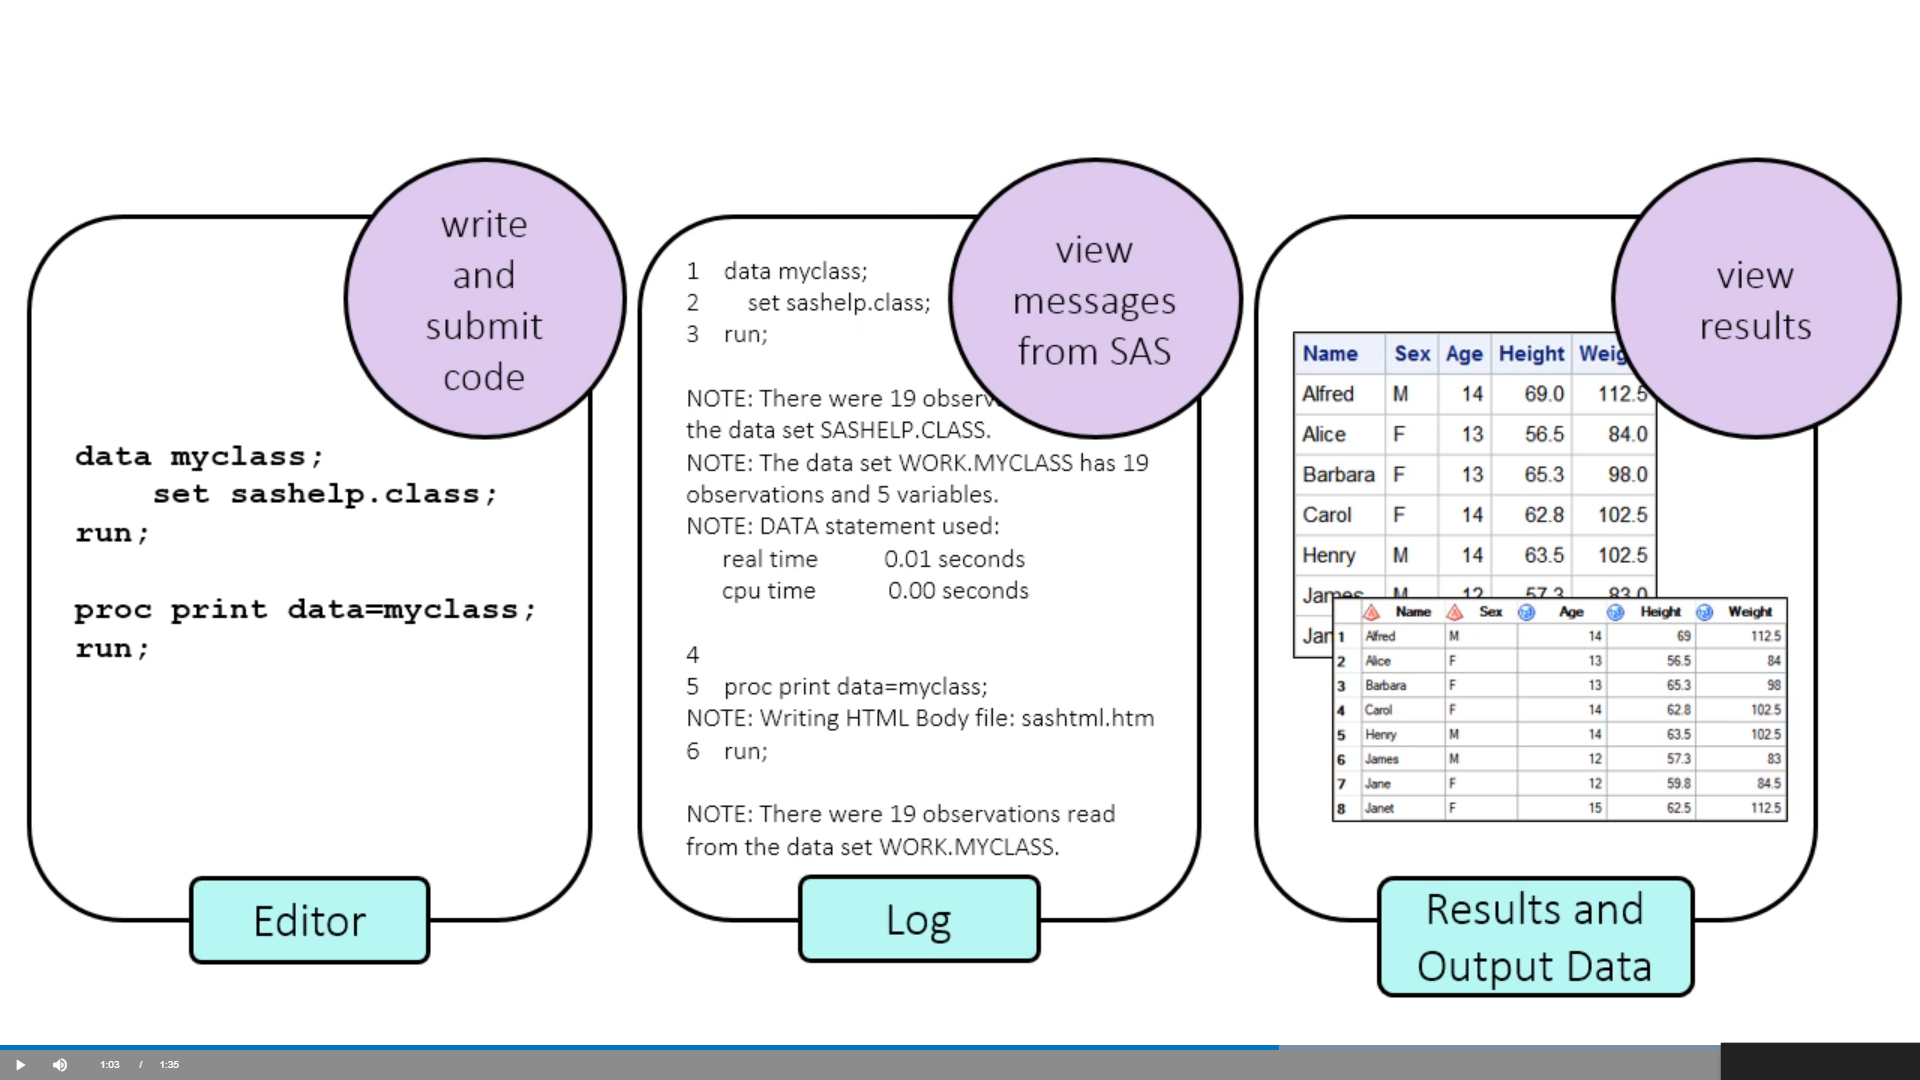 write
and
submit
code
data myclass;
set sashelp.class;
run;
proc print data=myclass;
run;
Editor
view
messages
from SAS
1 data myclass;
2 set sashelp.class;
3 run;
NOTE: There were 19 observ
the data set SASHELP.CLASS.
NOTE: The data set WORK.MYCLASS has 19
observations and 5 variables.
NOTE: DATA statement used:
real time 0.01 seconds
cpu time 0.00 seconds
4
5 proc print data=myclass;
NOTE: Writing HTML Body file: sashtml.htm
6 run;
NOTE: There were 19 observations read
from the data set WORK.MYCLASS.
Log
view
results
Name Sex Age Height Weig
Alfred M 14 69.0 112.5
Alice F 13 56.5 84.0
Barbara F 13 65.3 98.0
Carol F 14 62.8 102.5
Henry M 14 63.5 102.5
James M 12 57.3 83.0
Jan
Name Sex Age Height Weight
1 Alfred M 14 69 112.5
2 Alice F 13 56.5 84
3 Barbara F 13 65.3 98
4 Carol F 14 62.8 102.5
5 Henry M 14 63.5 102.5
6 James M 12 57.3 83
7 Jane F 12 59.8 84.5
8 Janet F 15 62.5 112.5
Results and
Output Data
1:03 / 1:35